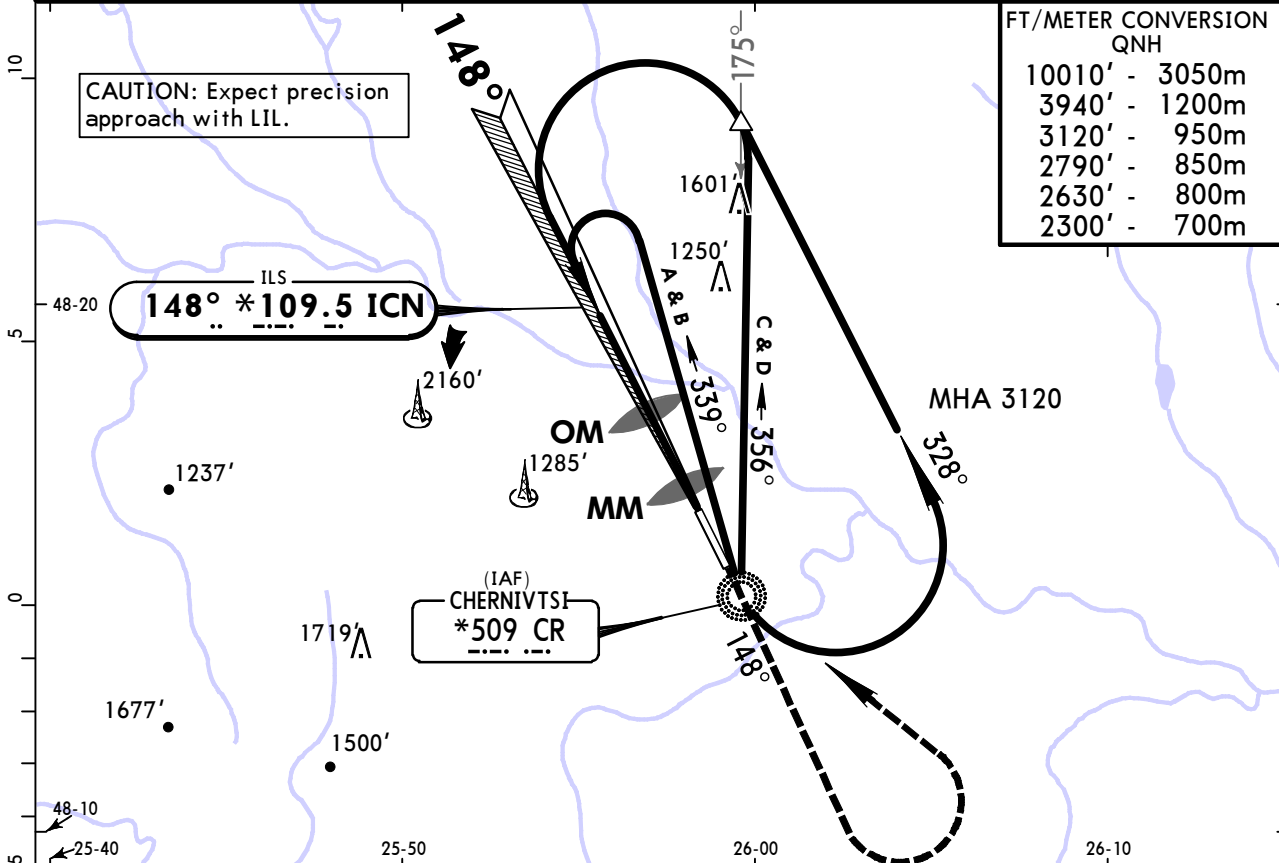 FT/METER CONVERSION
QNH
10010' - 3050m
3940' - 1200m
3120' - 950m
2790' - 850m
2630' - 800m
2300' - 700m
10
148°
175°
CAUTION: Expect precision
approach with LIL.
1601'
1250'
ILS
148° *109.5 ICN
48-20
5
A & B
339°
C & D
356°
2160'
MHA 3120
OM
328°
1285'
1237'
MM
(IAF)
CHERNIVTSI
*509 CR
0
1719'
148°
1677'
1500'
48-10
25-40
25-50
26-00
26-10
5